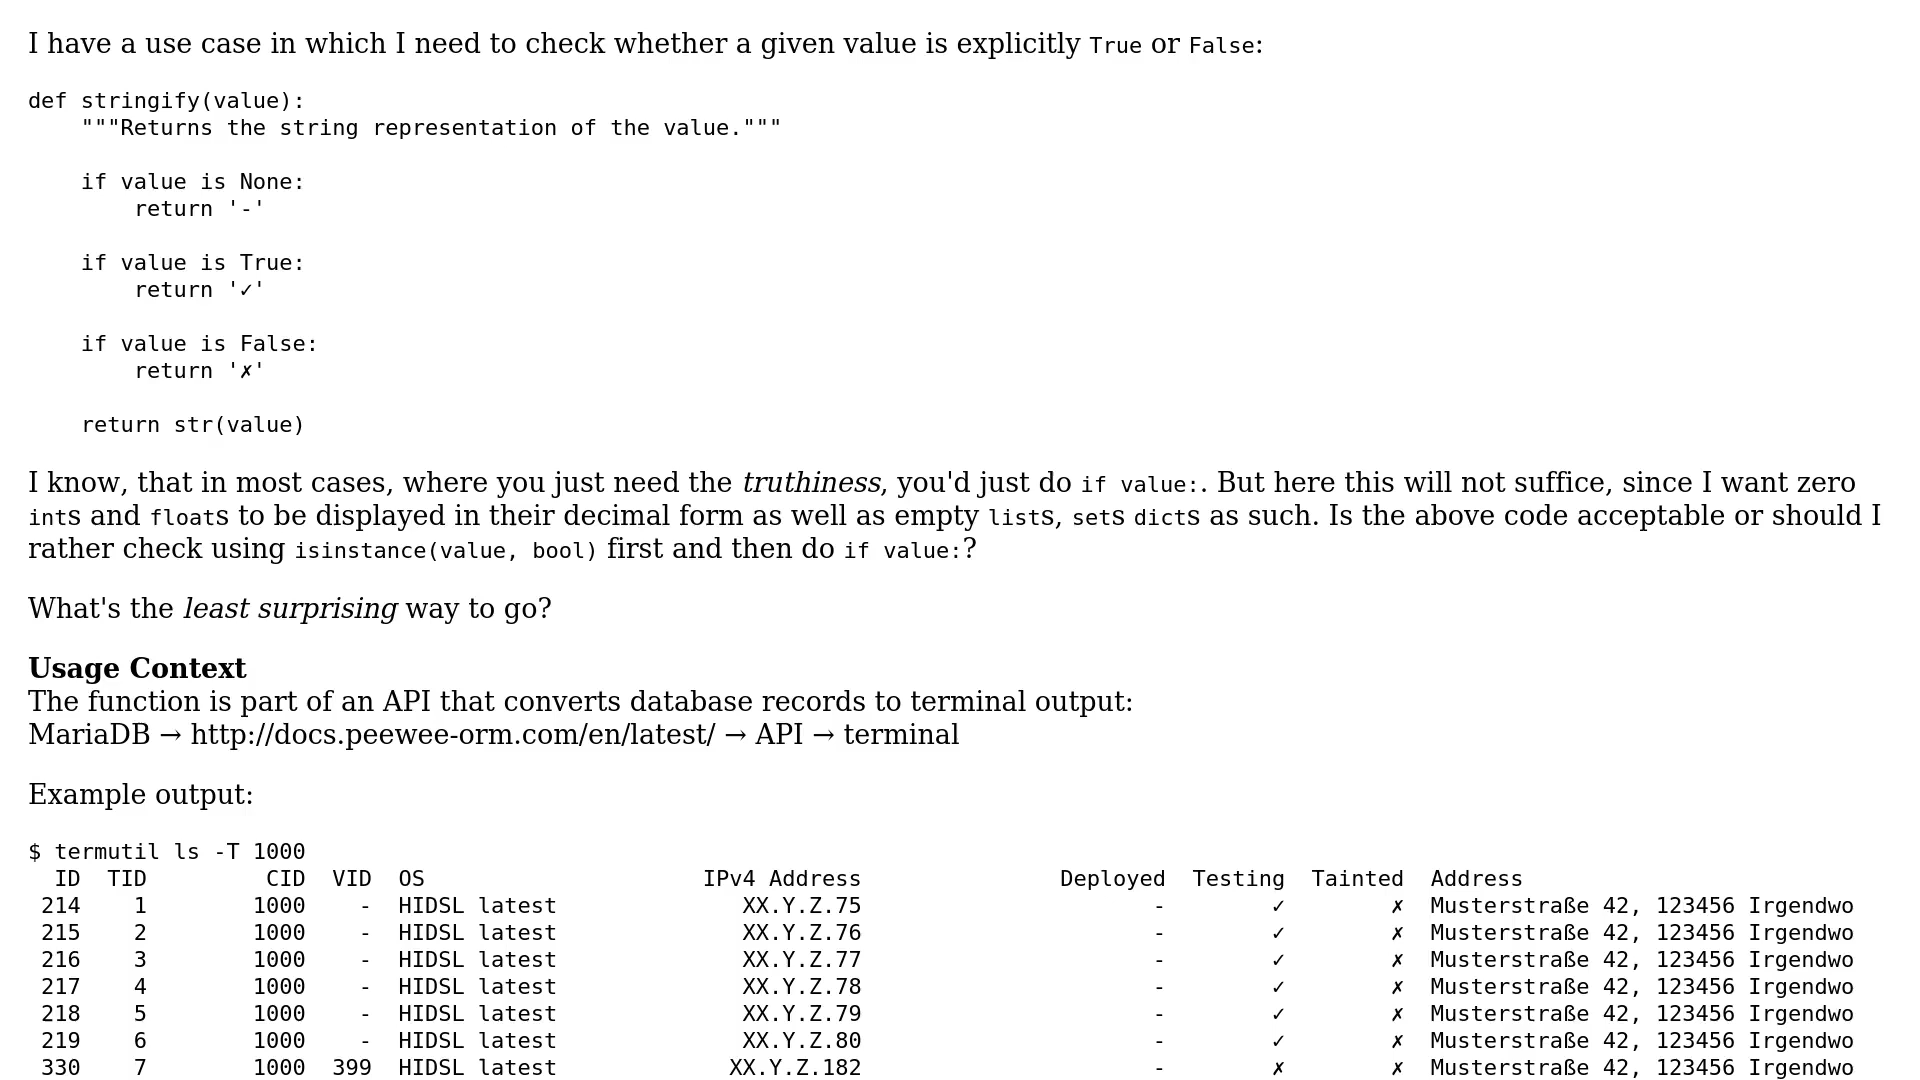 I have a use case in which I need to check whether a given value is explicitly True or False:
def stringify(value):
    """Returns the string representation of the value."""
    if value is None:
        return '-'
    if value is True:
        return '✓'
    if value is False:
        return '✗'
    return str(value)
I know, that in most cases, where you just need the truthiness, you'd just do if value:. But here this will not suffice, since I want zero
ints and floats to be displayed in their decimal form as well as empty lists, sets dicts as such. Is the above code acceptable or should I
rather check using isinstance(value, bool) first and then do if value:?
What's the least surprising way to go?
Usage Context
The function is part of an API that converts database records to terminal output:
MariaDB → http://docs.peewee-orm.com/en/latest/ → API → terminal
Example output:
$ termutil ls -T 1000
  ID  TID         CID  VID  OS                     IPv4 Address               Deployed  Testing  Tainted  Address
 214    1        1000    -  HIDSL latest              XX.Y.Z.75                      -        ✓        ✗  Musterstraße 42, 123456 Irgendwo
 215    2        1000    -  HIDSL latest              XX.Y.Z.76                      -        ✓        ✗  Musterstraße 42, 123456 Irgendwo
 216    3        1000    -  HIDSL latest              XX.Y.Z.77                      -        ✓        ✗  Musterstraße 42, 123456 Irgendwo
 217    4        1000    -  HIDSL latest              XX.Y.Z.78                      -        ✓        ✗  Musterstraße 42, 123456 Irgendwo
 218    5        1000    -  HIDSL latest              XX.Y.Z.79                      -        ✓        ✗  Musterstraße 42, 123456 Irgendwo
 219    6        1000    -  HIDSL latest              XX.Y.Z.80                      -        ✓        ✗  Musterstraße 42, 123456 Irgendwo
 330    7        1000  399  HIDSL latest             XX.Y.Z.182                      -        ✗        ✗  Musterstraße 42, 123456 Irgendwo